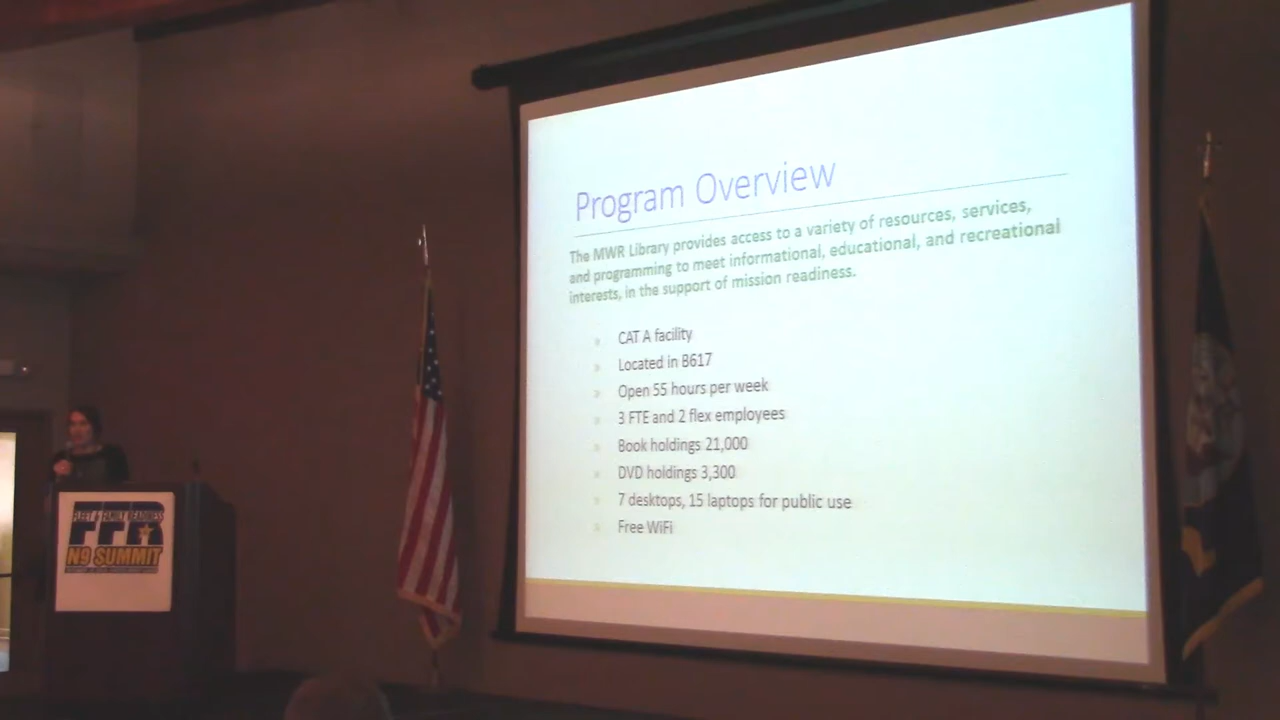 Program Overview
The MWR Library provides access to a variety of resources, services,
and programming to meet informational, educational, and recreational
interests, in the support of mission readiness.
CAT A facility
Located in B617
Open 55 hours per week
3 FTE and 2 flex employees
Book holdings 21,000
DVD holdings 3,300
7 desktops, 15 laptops for public use
Free WiFi
FLEET & FAMILY READINESS
FFR
N9 SUMMIT